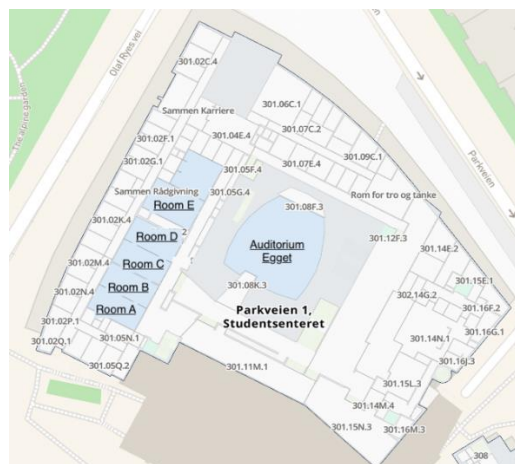 Olaf Ryes vei
The alpine garden
Parkveien
301.02C.4
Sammen Karriere
301.06C.1
301.04E.4
301.07C.2
301.02F.1
301.07E.4
301.09C.1
301.02G.1
301.05F.4
Sammen Rådgivning
301.05G.4
Rom for tro og tanke
Room E
301.08F.3
301.02K.4
301.12F.3
Room D
Auditorium
Egget
301.14E.2
301.02M.4
Room C
301.15E.1
301.08K.3
302.14G.2
301.02N.4
Room B
301.16F.2
Parkveien 1,
Studentsenteret
Room A
301.02P.1
301.16G.1
301.02Q.1
301.05N.1
301.14N.1
301.05Q.2
301.11M.1
301.16J.3
301.15L.3
301.14M.4
301.15N.3
301.16M.3
308